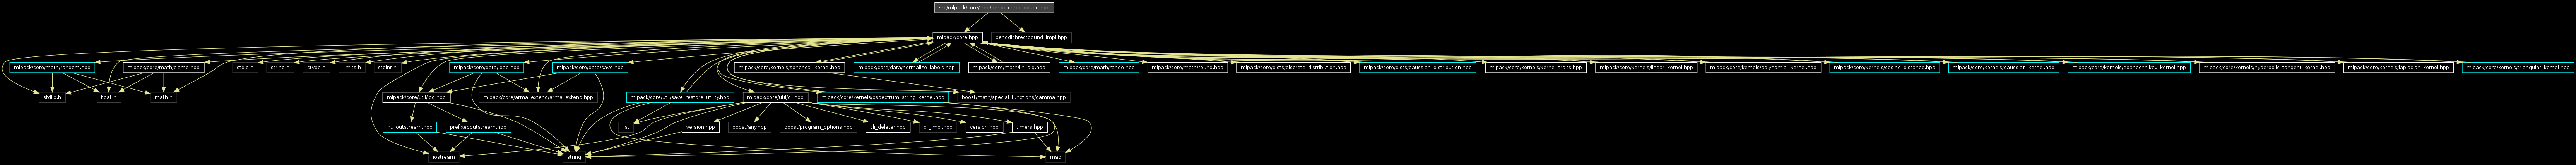 src/mlpack/core/tree/periodichrectbound.hpp
mlpack/core.hpp
periodichrectbound_impl.hpp
mlpack/core/math/random.hpp
mlpack/core/math/clamp.hpp
stdio.h
string.h
ctype.h
limits.h
stdint.h
mlpack/core/data/load.hpp
mlpack/core/data/save.hpp
mlpack/core/kernels/spherical_kernel.hpp
mlpack/core/data/normalize_labels.hpp
mlpack/core/math/lin_alg.hpp
mlpack/core/math/range.hpp
mlpack/core/math/round.hpp
mlpack/core/dists/discrete_distribution.hpp
mlpack/core/dists/gaussian_distribution.hpp
mlpack/core/kernels/kernel_traits.hpp
mlpack/core/kernels/linear_kernel.hpp
mlpack/core/kernels/polynomial_kernel.hpp
mlpack/core/kernels/cosine_distance.hpp
mlpack/core/kernels/gaussian_kernel.hpp
mlpack/core/kernels/epanechnikov_kernel.hpp
mlpack/core/kernels/hyperbolic_tangent_kernel.hpp
mlpack/core/kernels/laplacian_kernel.hpp
mlpack/core/kernels/triangular_kernel.hpp
stdlib.h
float.h
math.h
mlpack/core/util/log.hpp
mlpack/core/arma_extend/arma_extend.hpp
mlpack/core/util/save_restore_utility.hpp
mlpack/core/util/cli.hpp
mlpack/core/kernels/pspectrum_string_kernel.hpp
boost/math/special_functions/gamma.hpp
nulloutstream.hpp
prefixedoutstream.hpp
list
version.hpp
boost/any.hpp
boost/program_options.hpp
cli_deleter.hpp
cli_impl.hpp
version.hpp
timers.hpp
iostream
string
map